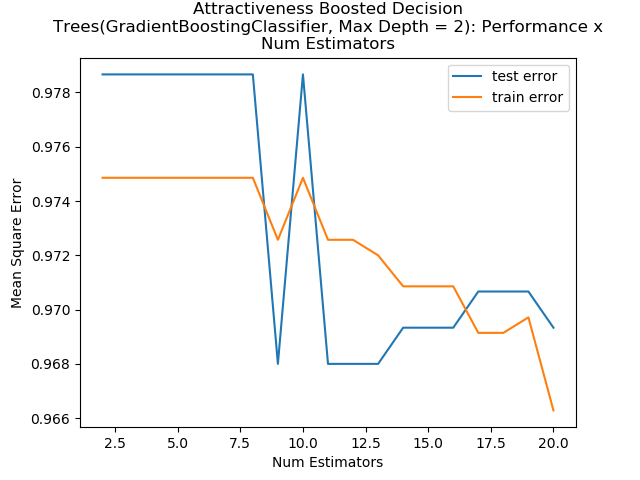 Attractiveness Boosted Decision
Trees(GradientBoostingClassifier, Max Depth = 2): Performance x
Num Estimators
test error
train error
Mean Square Error
0.978
0.976
0.974
0.972
0.970
0.968
0.966
2.5 5.0 7.5 10.0 12.5 15.0 17.5 20.0
Num Estimators